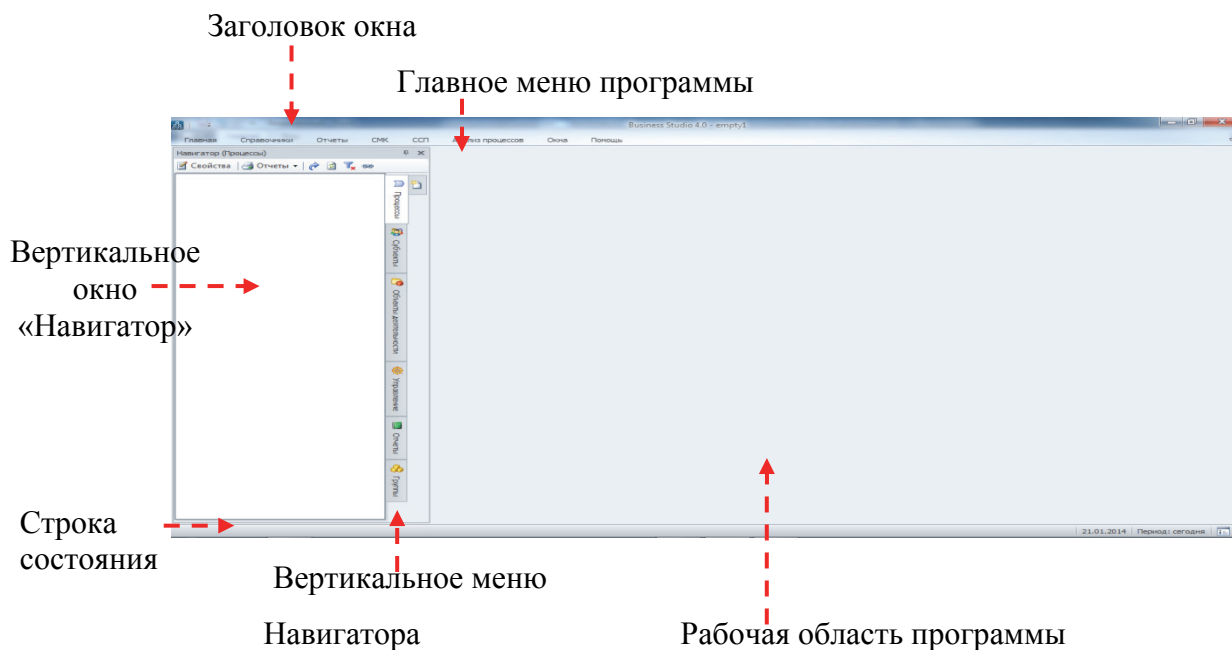 Заголовок окна
Главное меню программы
Business Studio 4.0 - empty1
Главная Справочники Отчеты СМК ССП процессов Окна Помощь
Навигатор (Процессы)
Свойства Отчеты
Процессы
Субъекты
Объекты деятельности
Управление
Отчеты
Группы
Вертикальное
окно
«Навигатор»
Строка
состояния
21.01.2014 Период: сегодня
Вертикальное меню
Навигатора
Рабочая область программы